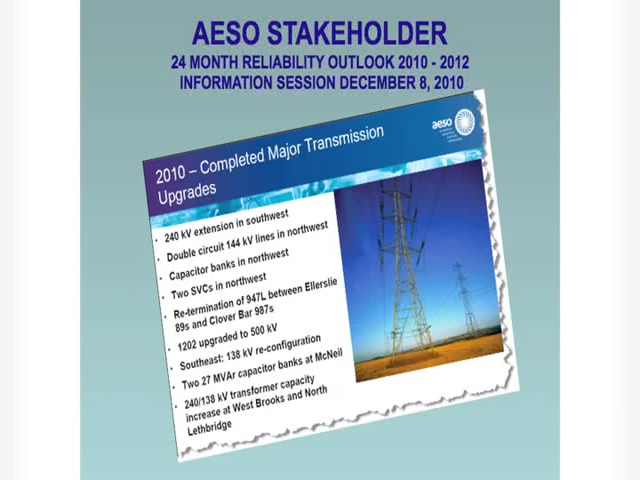 AESO STAKEHOLDER
24 MONTH RELIABILITY OUTLOOK 2010 - 2012
INFORMATION SESSION DECEMBER 8, 2010
aeso
2010 – Completed Major Transmission
Upgrades
• 240 kV extension in southwest
• Double circuit 144 kV lines in northwest
• Capacitor banks in northwest
• Two SVCs in northwest
• Re-termination of 947L between Ellerslie
89s and Clover Bar 987s
• 1202 upgraded to 500 kV
• Southeast: 138 kV re-configuration
• Two 27 MVAr capacitor banks at McNeil
• 240/138 kV transformer capacity
increase at West Brooks and North
Lethbridge